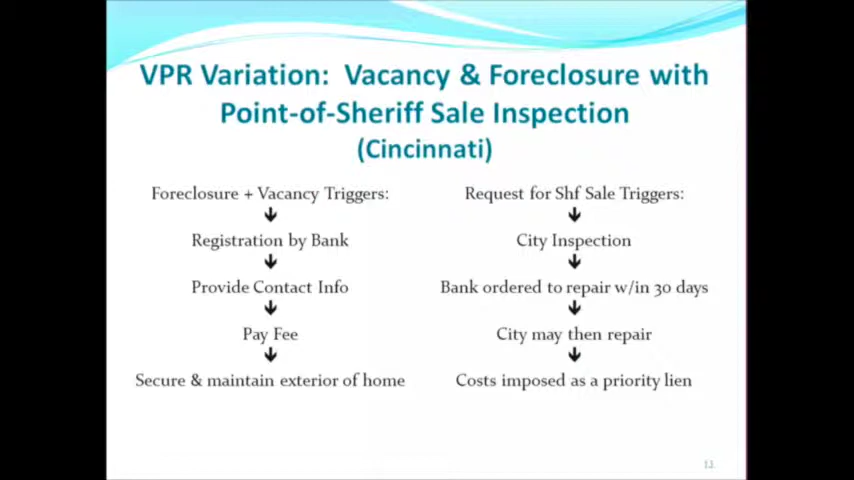 VPR Variation: Vacancy & Foreclosure with
Point-of-Sheriff Sale Inspection
(Cincinnati)
Foreclosure + Vacancy Triggers:
Registration by Bank
Provide Contact Info
Pay Fee
Secure & maintain exterior of home
Request for Shf Sale Triggers:
City Inspection
Bank ordered to repair w/in 30 days
City may then repair
Costs imposed as a priority lien